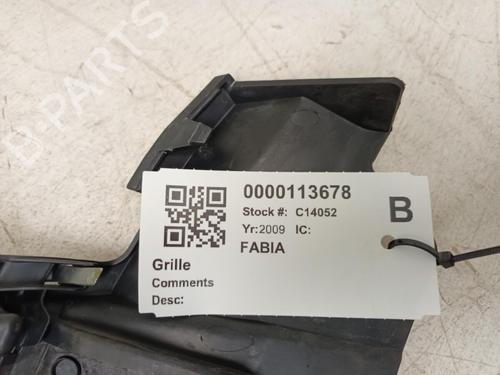 B-PARTS
0000113678
Stock #: C14052
B
Yr:2009 IC:
FABIA
Grille
Comments
Desc: